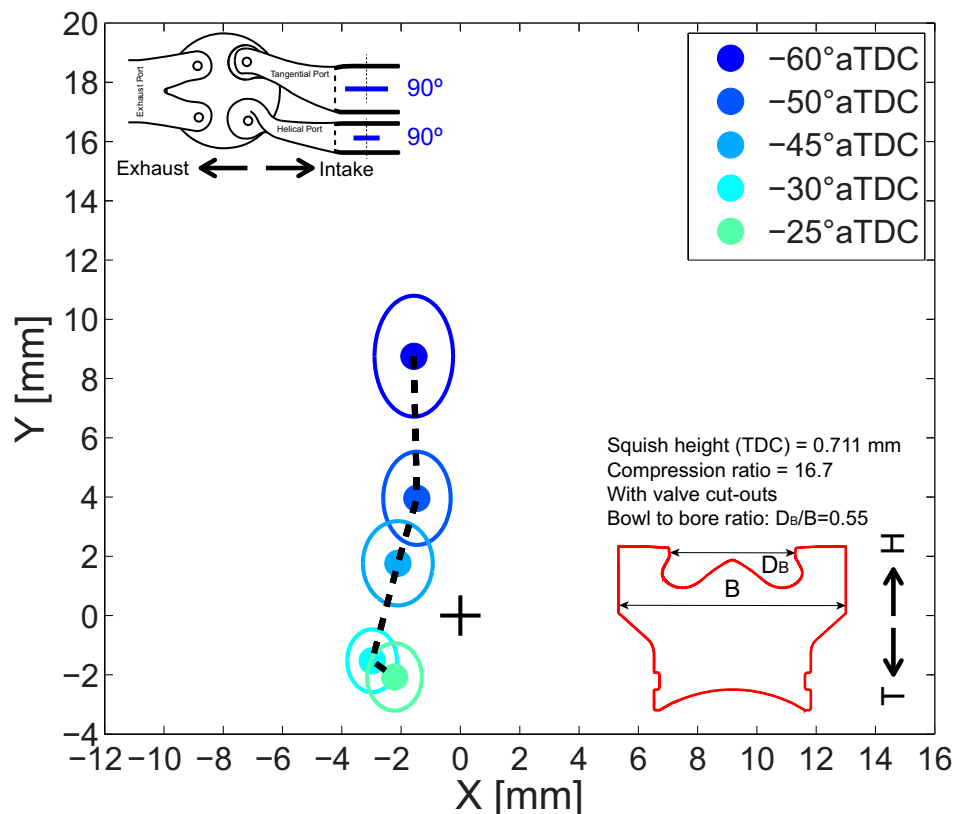 20
18
16
14
12
10
8
6
4
2
0
−2
−4
Y [mm]
Exhaust Port
Tangential Port
Helical Port
90º
90º
Exhaust
Intake
−60°aTDC
−50°aTDC
−45°aTDC
−30°aTDC
−25°aTDC
Squish height (TDC) = 0.711 mm
Compression ratio = 16.7
With valve cut-outs
Bowl to bore ratio: DB/B=0.55
DB
B
H
T
−12 −10 −8 −6 −4 −2 0 2 4 6 8 10 12 14 16
X [mm]